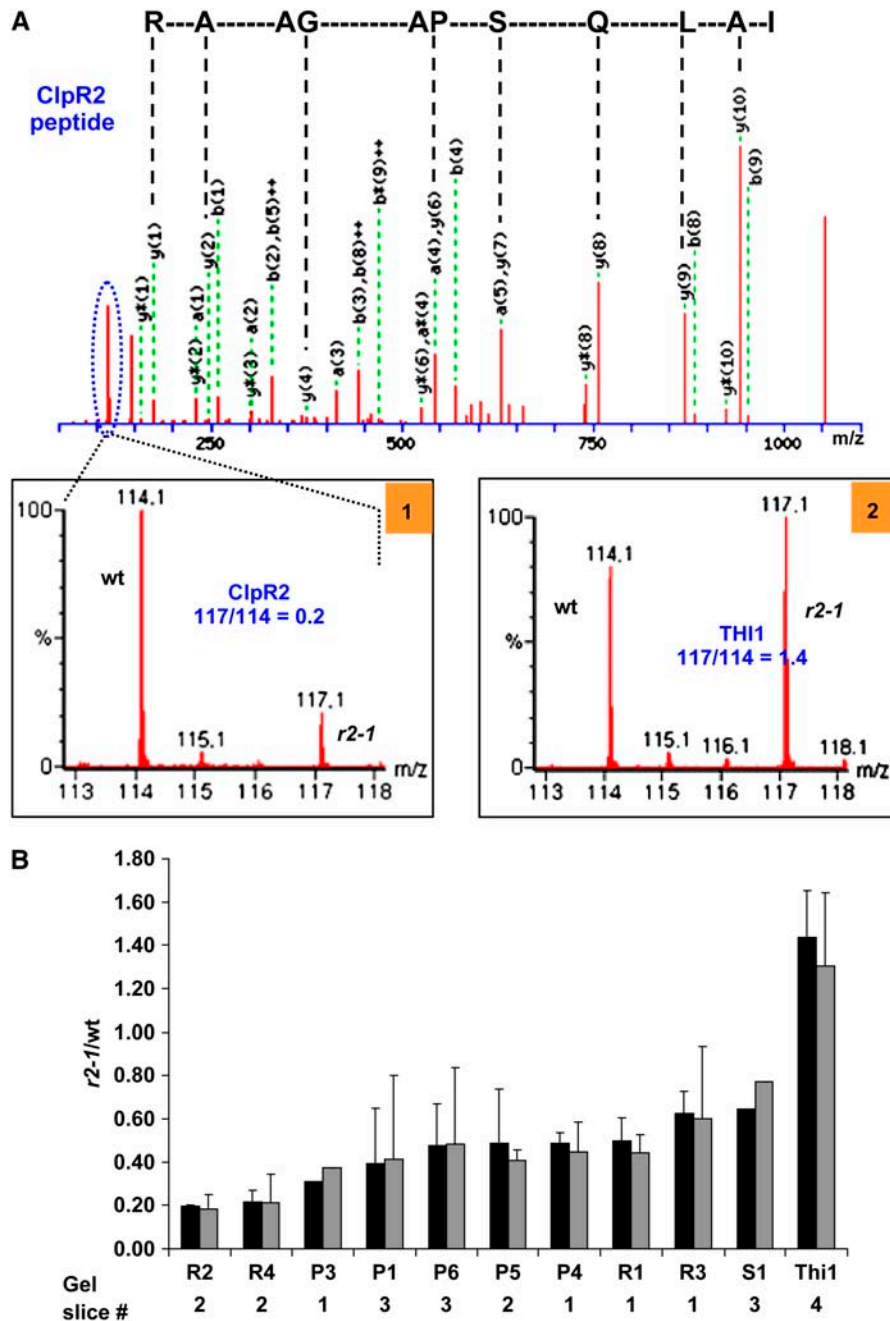 A
R---A-----AG-------AP----S-------Q------L---A--I
ClpR2
peptide
y*(1)
y(1)
y*(2)
a(1)
y(2)
b(1)
y*(3)
a(2)
b(2),b(5)++
y(4)
a(3)
b(3),b(8)++
b*(9)++
y*(6),a*(4)
a(4),y(6)
b(4)
a(5),y(7)
y*(8)
y(8)
y(9)
b(8)
y*(10)
y(10)
b(9)
250 500 750 1000 m/z
1
100
%
0
114.1
wt
ClpR2
117/114 = 0.2
117.1
115.1
r2-1
m/z
113 114 115 116 117 118
2
100
%
0
117.1
114.1
wt
r2-1
THI1
117/114 = 1.4
115.1
116.1
118.1
m/z
113 114 115 116 117 118
B
r2-1/wt
1.80
1.60
1.40
1.20
1.00
0.80
0.60
0.40
0.20
0.00
R2 R4 P3 P1 P6 P5 P4 R1 R3 S1 Thi1
Gel
slice #
2 2 1 3 3 2 1 1 1 3 4